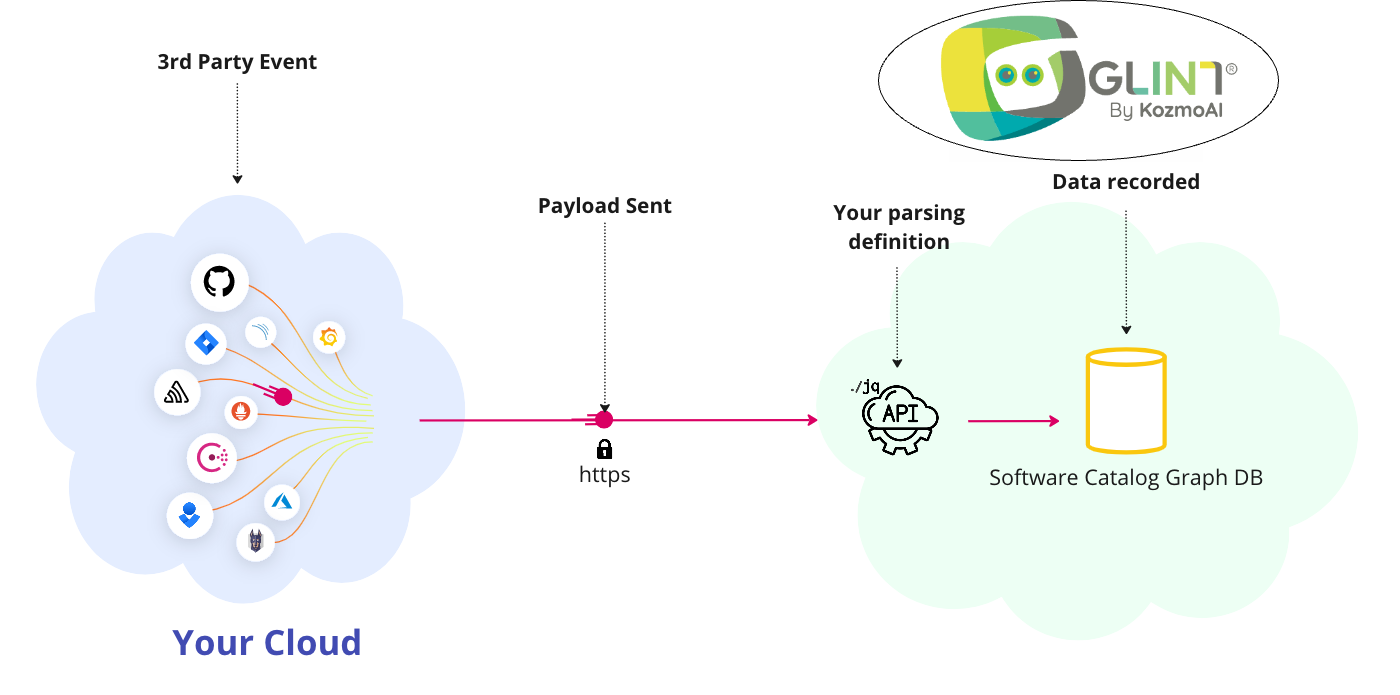 3rd Party Event
GLINT®
By KozmoAI
Data recorded
Payload Sent
Your parsing
definition
./jq
API
https
Software Catalog Graph DB
Your Cloud